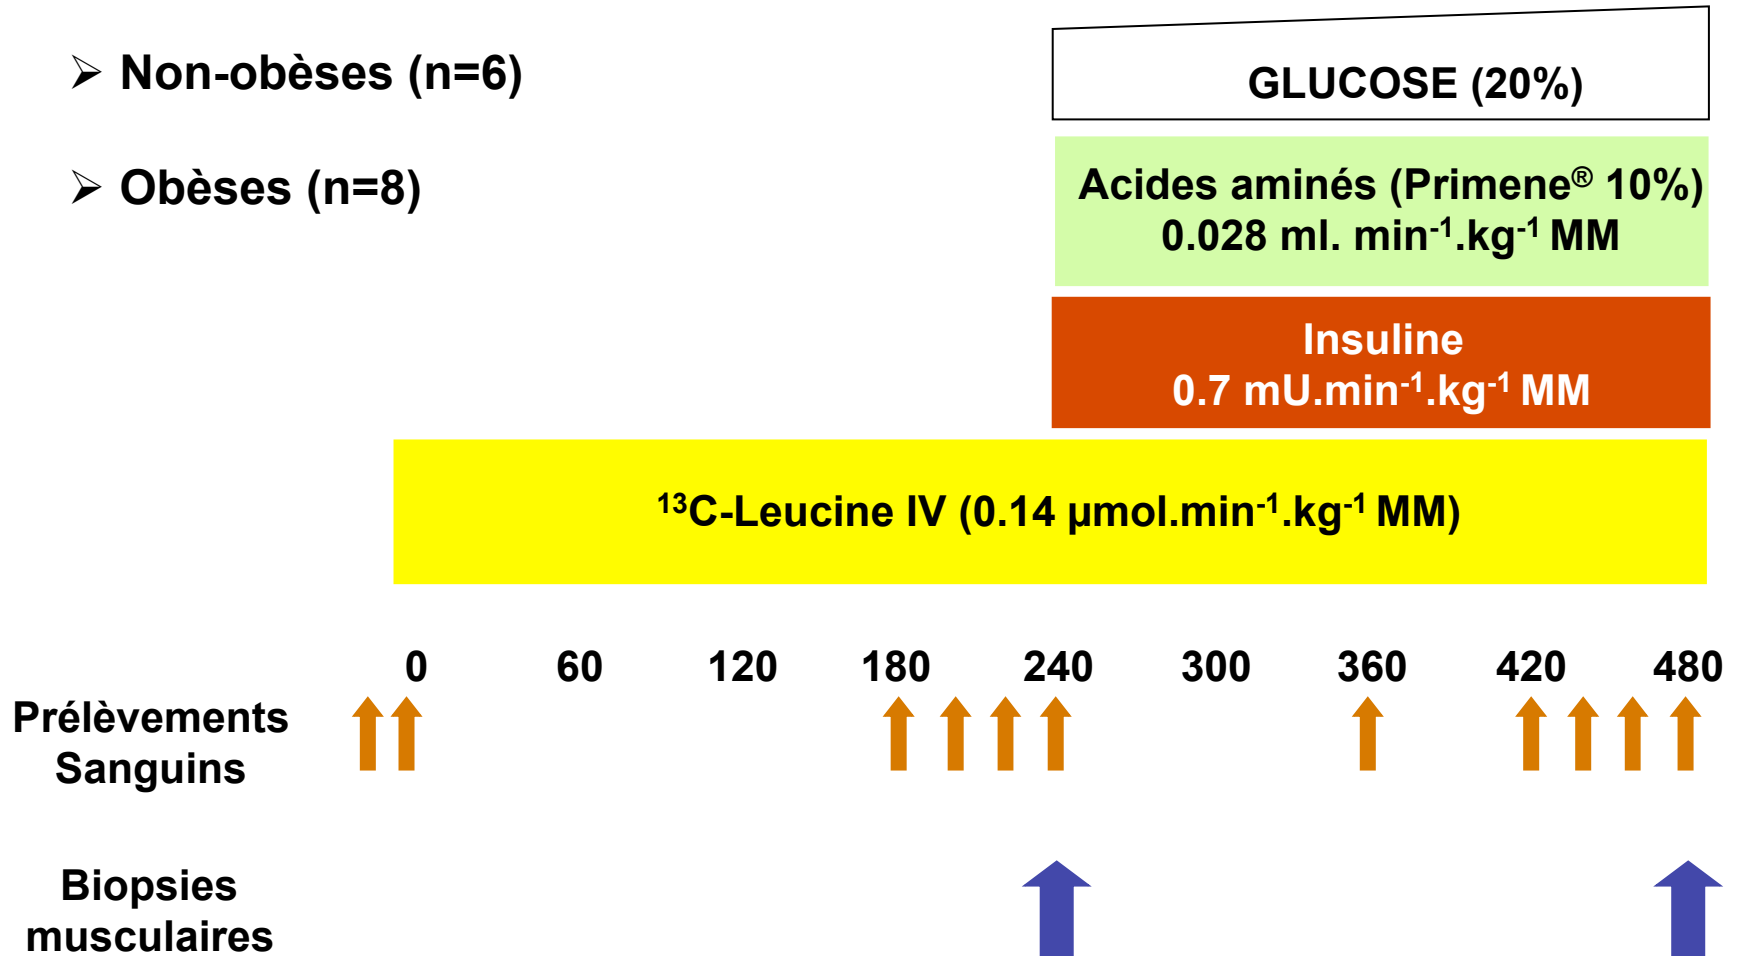 ➢ Non-obèses (n=6)
➢ Obèses (n=8)
GLUCOSE (20%)
Acides aminés (Primene® 10%)
0.028 ml. min⁻¹.kg⁻¹ MM
Insuline
0.7 mU.min⁻¹.kg⁻¹ MM
¹³C-Leucine IV (0.14 µmol.min⁻¹.kg⁻¹ MM)
0 60 120 180 240 300 360 420 480
Prélèvements
Sanguins
Biopsies
musculaires